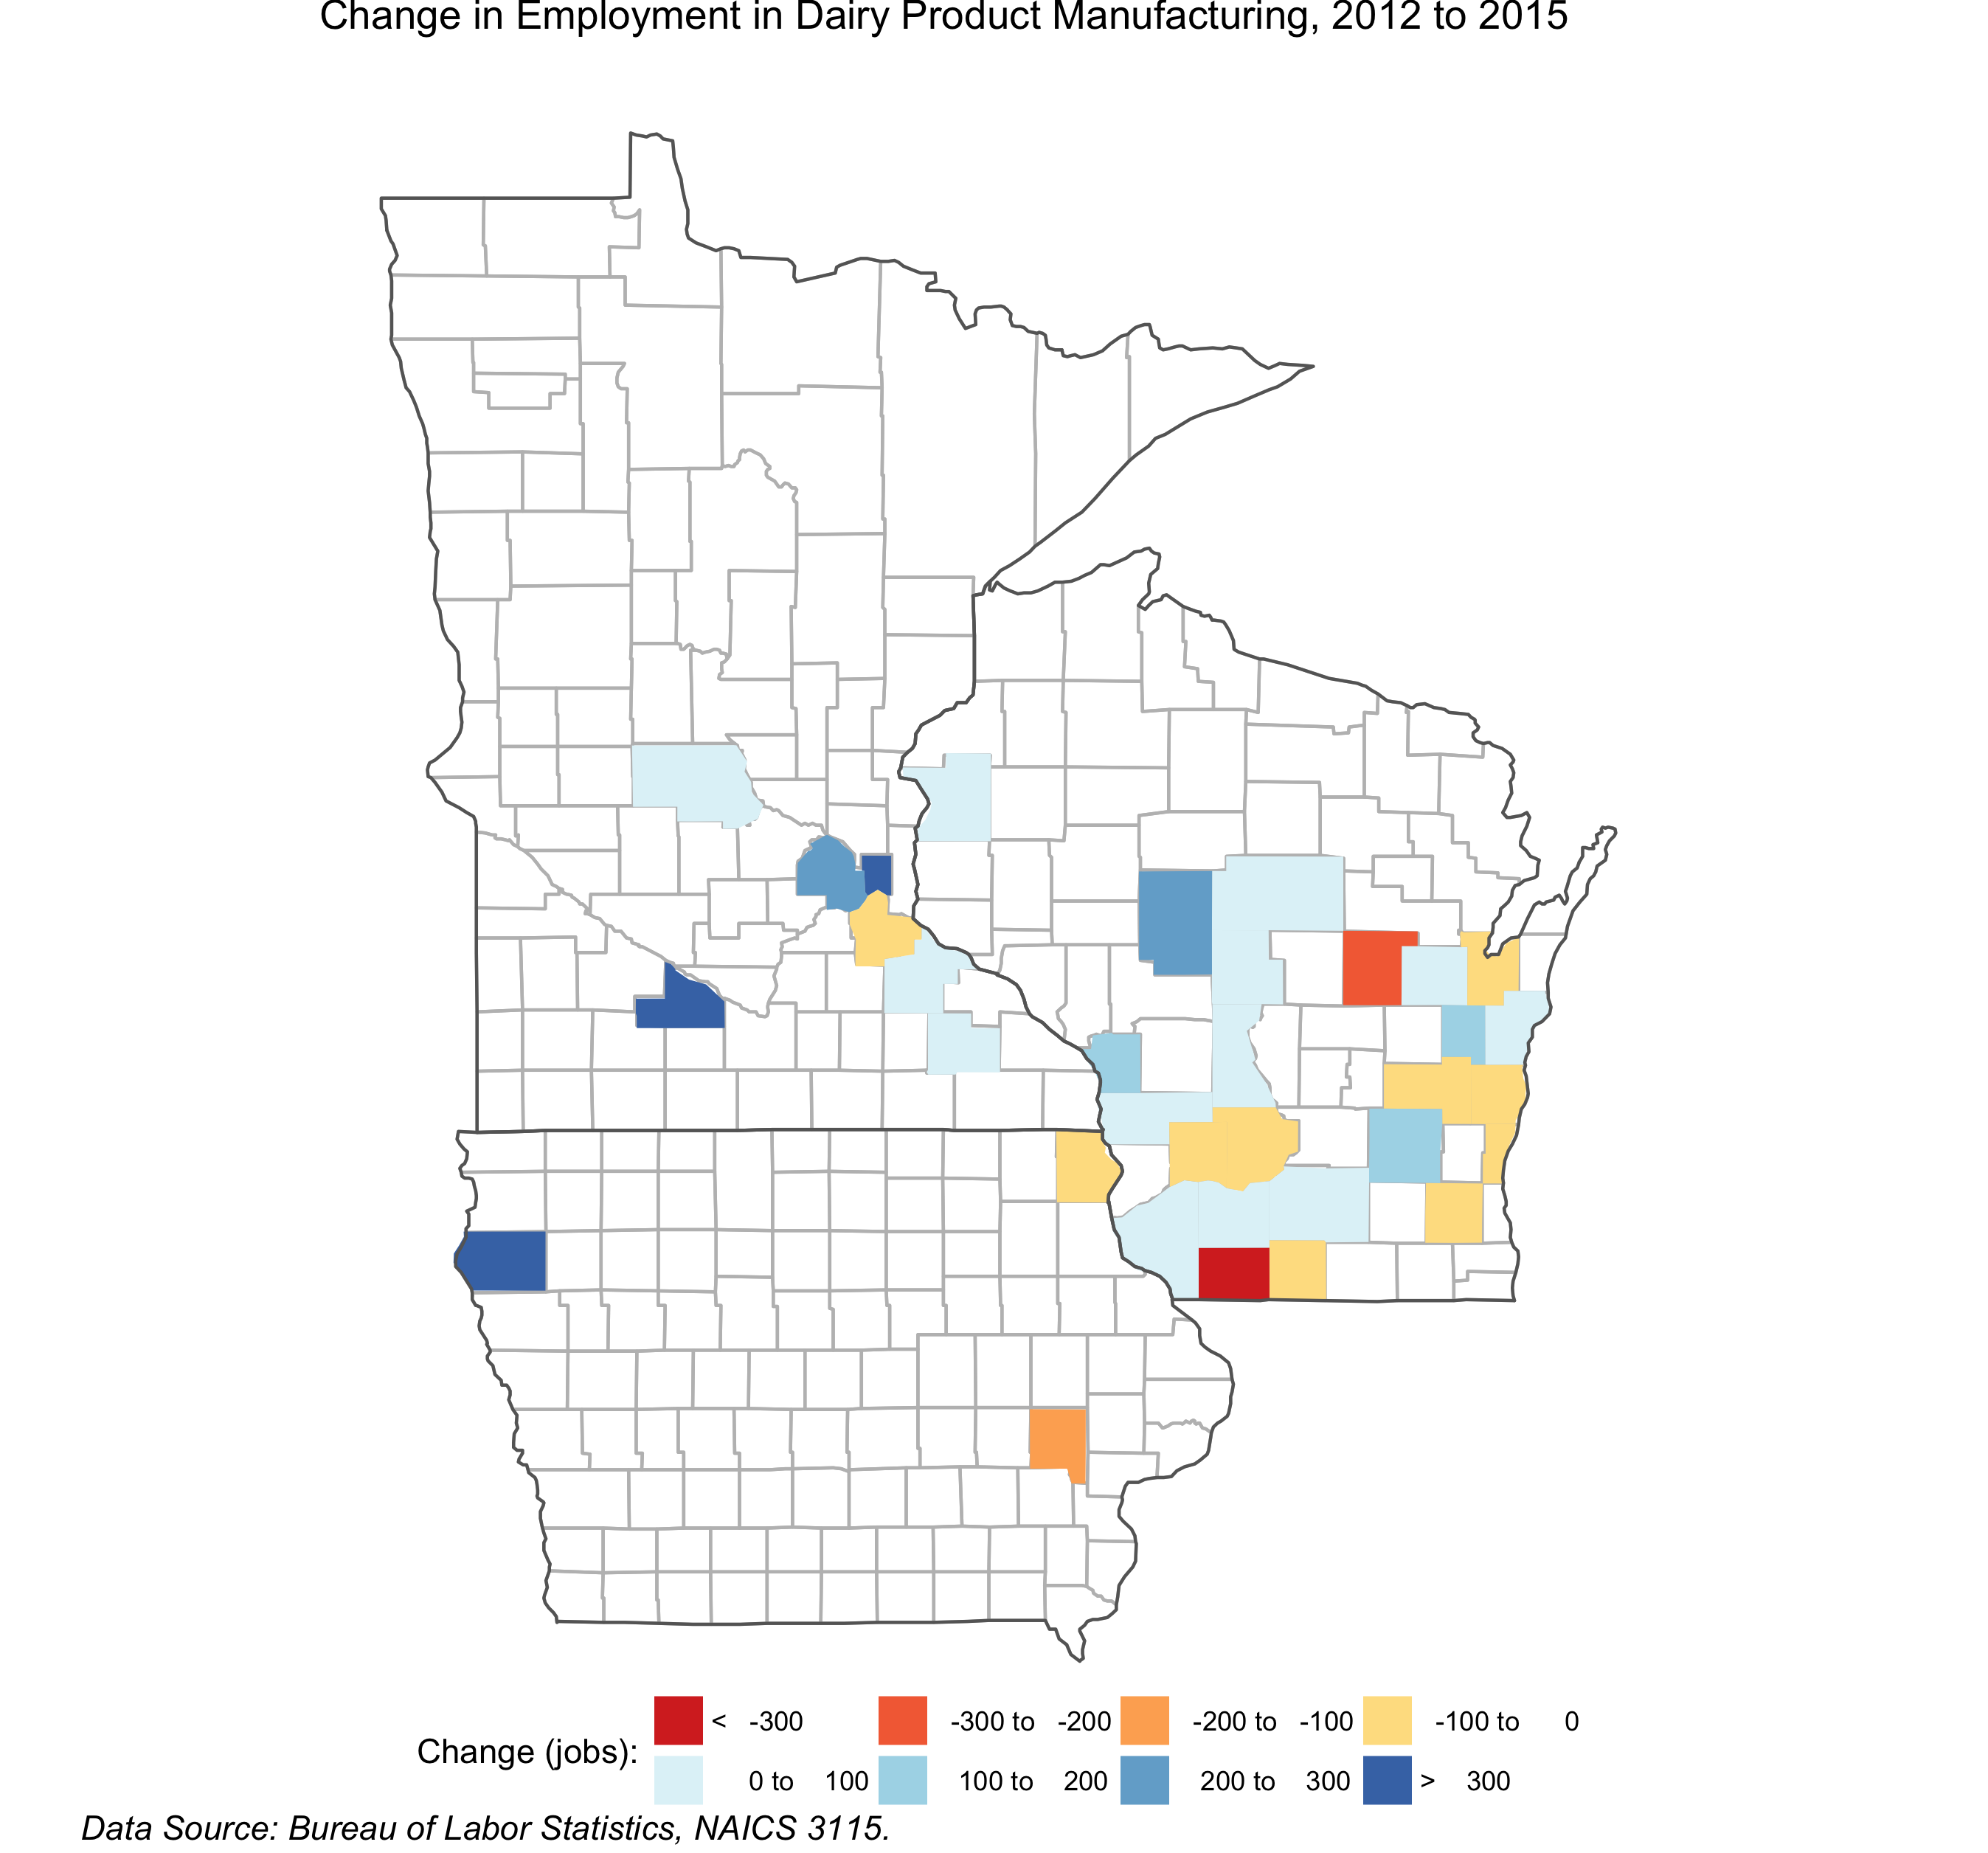 Change in Employment in Dairy Product Manufacturing, 2012 to 2015
Change (jobs):
< -300 -300 to -200 -200 to -100 -100 to 0
0 to 100 100 to 200 200 to 300 > 300
Data Source: Bureau of Labor Statistics, NAICS 3115.